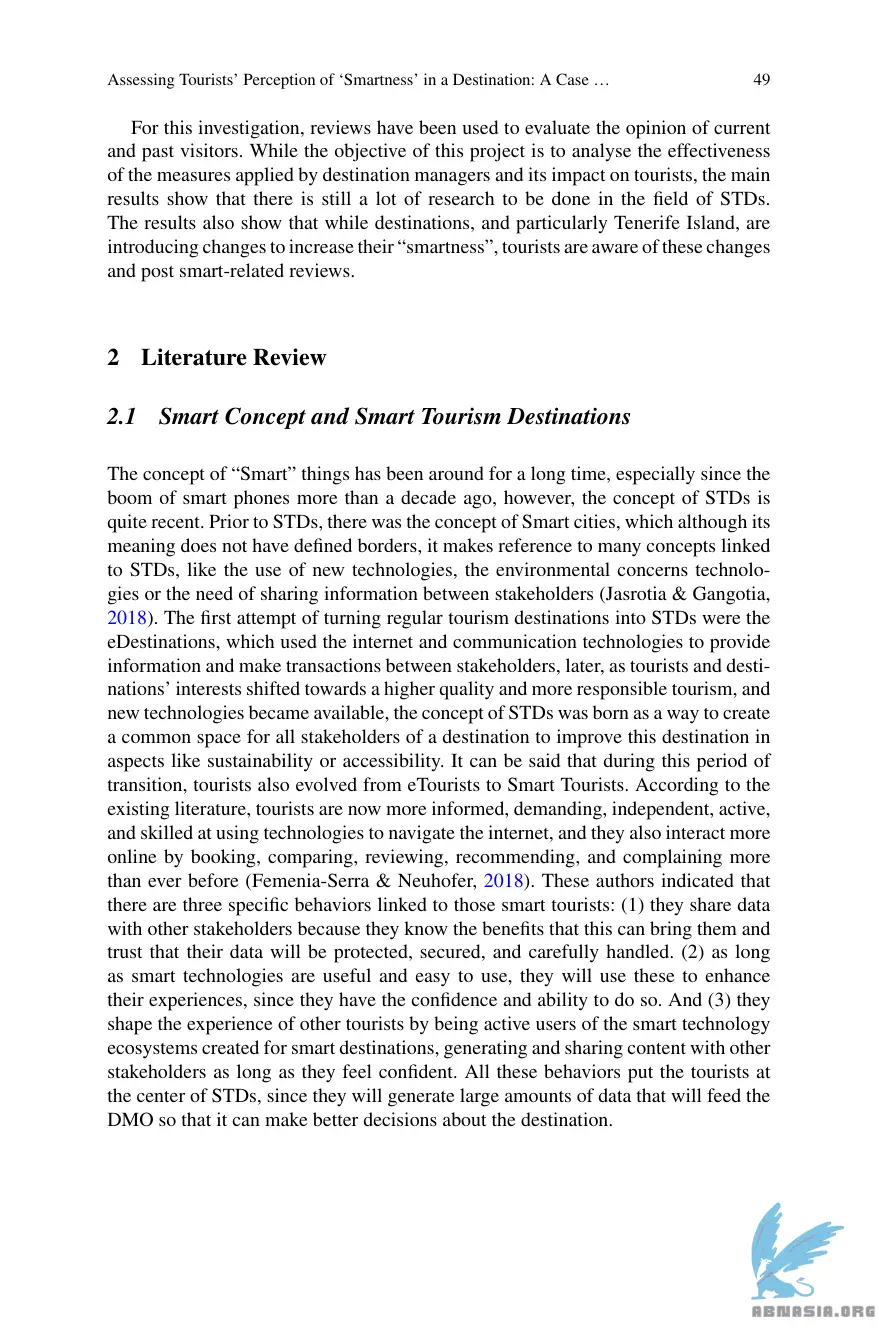 Assessing Tourists’ Perception of ‘Smartness’ in a Destination: A Case … 49
For this investigation, reviews have been used to evaluate the opinion of current
and past visitors. While the objective of this project is to analyse the effectiveness
of the measures applied by destination managers and its impact on tourists, the main
results show that there is still a lot of research to be done in the field of STDs.
The results also show that while destinations, and particularly Tenerife Island, are
introducing changes to increase their “smartness”, tourists are aware of these changes
and post smart-related reviews.
2 Literature Review
2.1 Smart Concept and Smart Tourism Destinations
The concept of “Smart” things has been around for a long time, especially since the
boom of smart phones more than a decade ago, however, the concept of STDs is
quite recent. Prior to STDs, there was the concept of Smart cities, which although its
meaning does not have defined borders, it makes reference to many concepts linked
to STDs, like the use of new technologies, the environmental concerns technolo-
gies or the need of sharing information between stakeholders (Jasrotia & Gangotia,
2018). The first attempt of turning regular tourism destinations into STDs were the
eDestinations, which used the internet and communication technologies to provide
information and make transactions between stakeholders, later, as tourists and desti-
nations’ interests shifted towards a higher quality and more responsible tourism, and
new technologies became available, the concept of STDs was born as a way to create
a common space for all stakeholders of a destination to improve this destination in
aspects like sustainability or accessibility. It can be said that during this period of
transition, tourists also evolved from eTourists to Smart Tourists. According to the
existing literature, tourists are now more informed, demanding, independent, active,
and skilled at using technologies to navigate the internet, and they also interact more
online by booking, comparing, reviewing, recommending, and complaining more
than ever before (Femenia-Serra & Neuhofer, 2018). These authors indicated that
there are three specific behaviors linked to those smart tourists: (1) they share data
with other stakeholders because they know the benefits that this can bring them and
trust that their data will be protected, secured, and carefully handled. (2) as long
as smart technologies are useful and easy to use, they will use these to enhance
their experiences, since they have the confidence and ability to do so. And (3) they
shape the experience of other tourists by being active users of the smart technology
ecosystems created for smart destinations, generating and sharing content with other
stakeholders as long as they feel confident. All these behaviors put the tourists at
the center of STDs, since they will generate large amounts of data that will feed the
DMO so that it can make better decisions about the destination.
ABNASIA.ORG